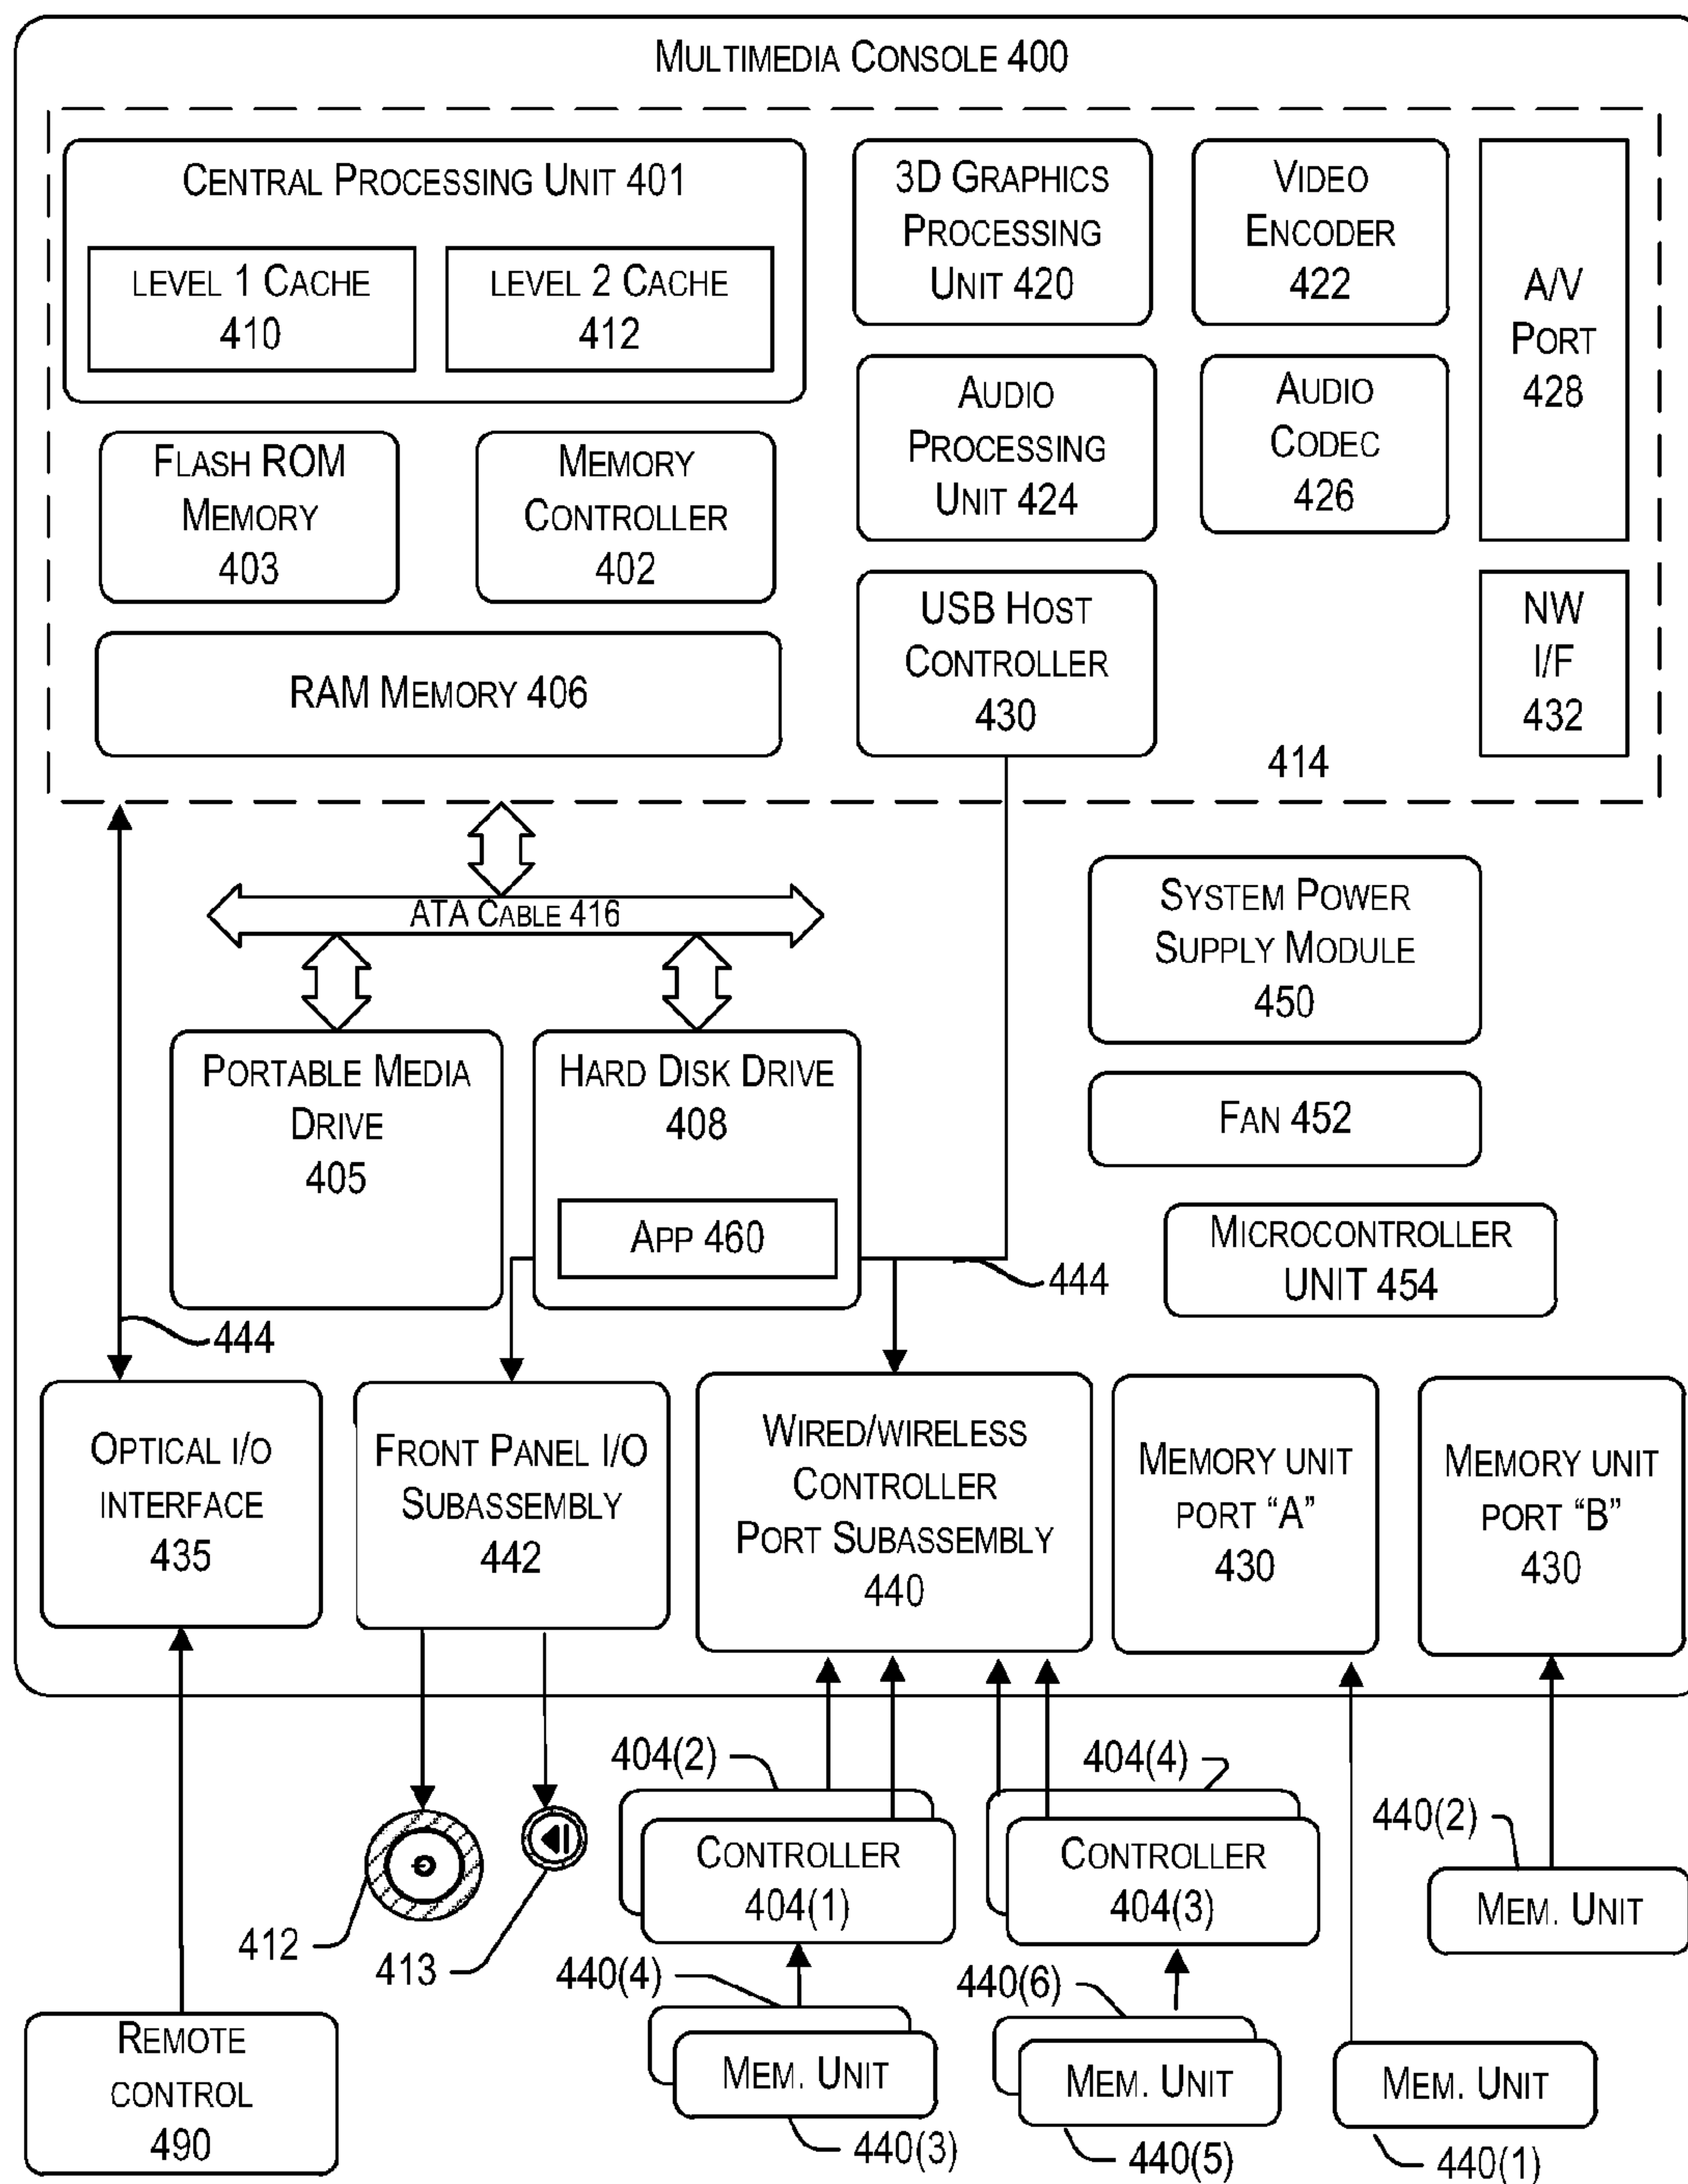 MULTIMEDIA CONSOLE 400
CENTRAL PROCESSING UNIT 401
LEVEL 1 CACHE
410
LEVEL 2 CACHE
412
3D GRAPHICS
PROCESSING
UNIT 420
VIDEO
ENCODER
422
A/V
PORT
428
AUDIO
PROCESSING
UNIT 424
AUDIO
CODEC
426
FLASH ROM
MEMORY
403
MEMORY
CONTROLLER
402
USB HOST
CONTROLLER
430
NW
I/F
432
RAM MEMORY 406
414
ATA CABLE 416
SYSTEM POWER
SUPPLY MODULE
450
PORTABLE MEDIA
DRIVE
405
HARD DISK DRIVE
408
APP 460
FAN 452
MICROCONTROLLER
UNIT 454
444
444
OPTICAL I/O
INTERFACE
435
FRONT PANEL I/O
SUBASSEMBLY
442
WIRED/WIRELESS
CONTROLLER
PORT SUBASSEMBLY
440
MEMORY UNIT
PORT “A”
430
MEMORY UNIT
PORT “B”
430
404(2)
404(4)
CONTROLLER
404(1)
CONTROLLER
404(3)
440(2)
MEM. UNIT
412
413
440(4)
440(6)
REMOTE
CONTROL
490
MEM. UNIT
MEM. UNIT
MEM. UNIT
440(3)
440(5)
440(1)